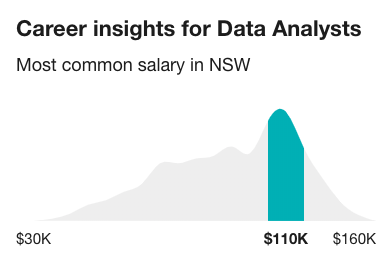 Career insights for Data Analysts
Most common salary in NSW
$30K $110K $160K